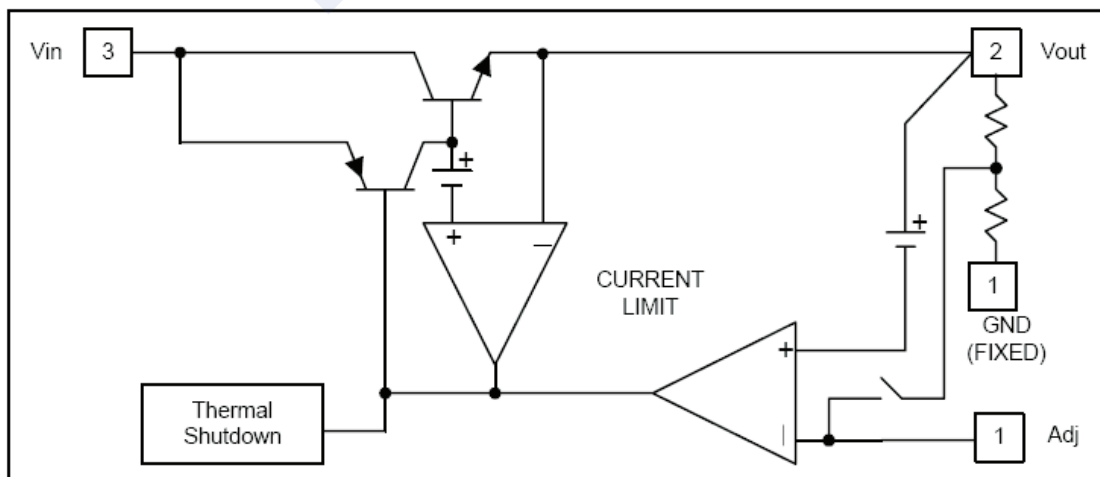 Vin 3
2 Vout
+
+ −
+
CURRENT
LIMIT
1
GND
(FIXED)
+
−
Thermal
Shutdown
1 Adj